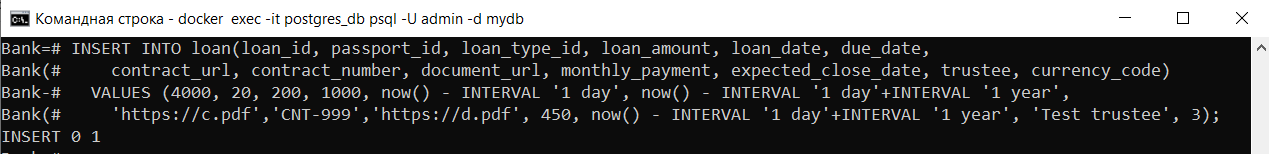 Командная строка - docker exec -it postgres_db psql -U admin -d mydb
Bank=# INSERT INTO loan(loan_id, passport_id, loan_type_id, loan_amount, loan_date, due_date,
Bank(#     contract_url, contract_number, document_url, monthly_payment, expected_close_date, trustee, currency_code)
Bank-#   VALUES (4000, 20, 200, 1000, now() - INTERVAL '1 day', now() - INTERVAL '1 day'+INTERVAL '1 year',
Bank(#     'https://c.pdf','CNT-999','https://d.pdf', 450, now() - INTERVAL '1 day'+INTERVAL '1 year', 'Test trustee', 3);
INSERT 0 1